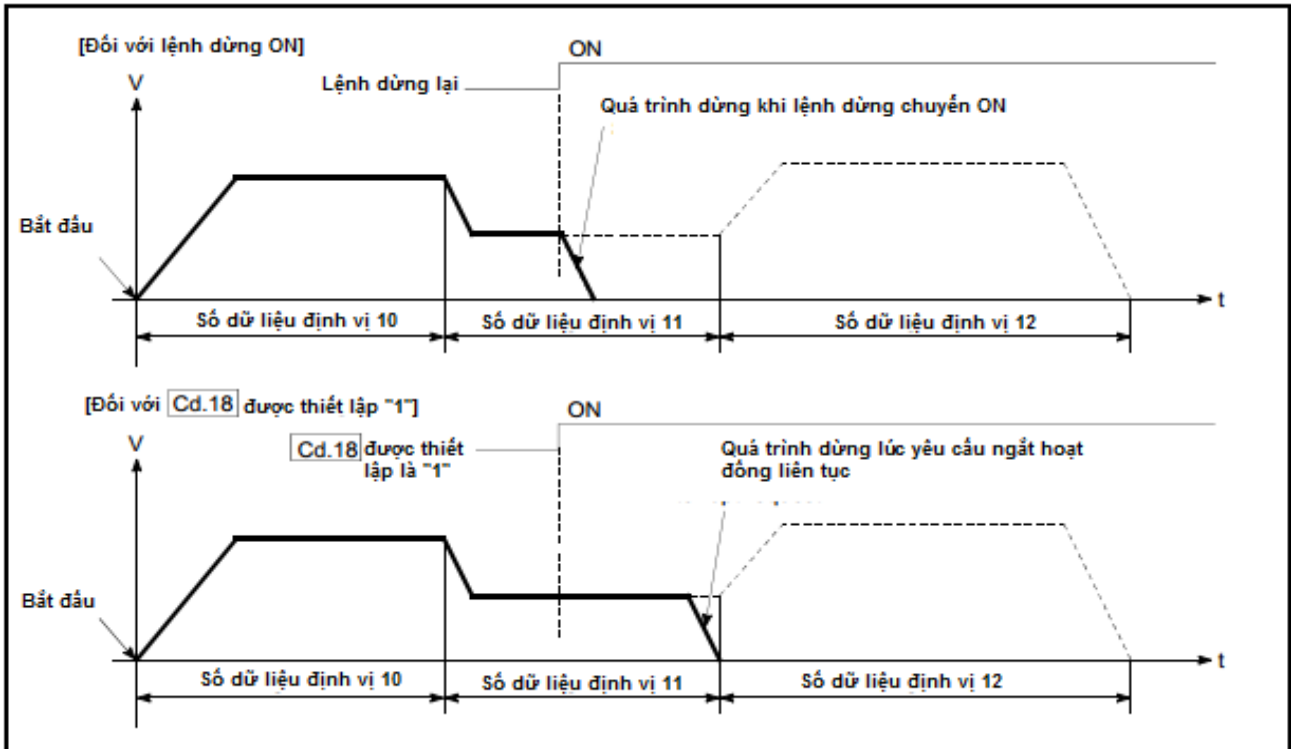 [Đối với lệnh dừng ON]
ON
V
Lệnh dừng lại
Quá trình dừng khi lệnh dừng chuyển ON
Bắt đầu
t
Số dữ liệu định vị 10
Số dữ liệu định vị 11
Số dữ liệu định vị 12
[Đối với Cd.18 được thiết lập "1"]
ON
V
Cd.18 được thiết
lập là "1"
Quá trình dừng lúc yêu cầu ngắt hoạt
đông liên tục
Bắt đầu
t
Số dữ liệu định vị 10
Số dữ liệu định vị 11
Số dữ liệu định vị 12